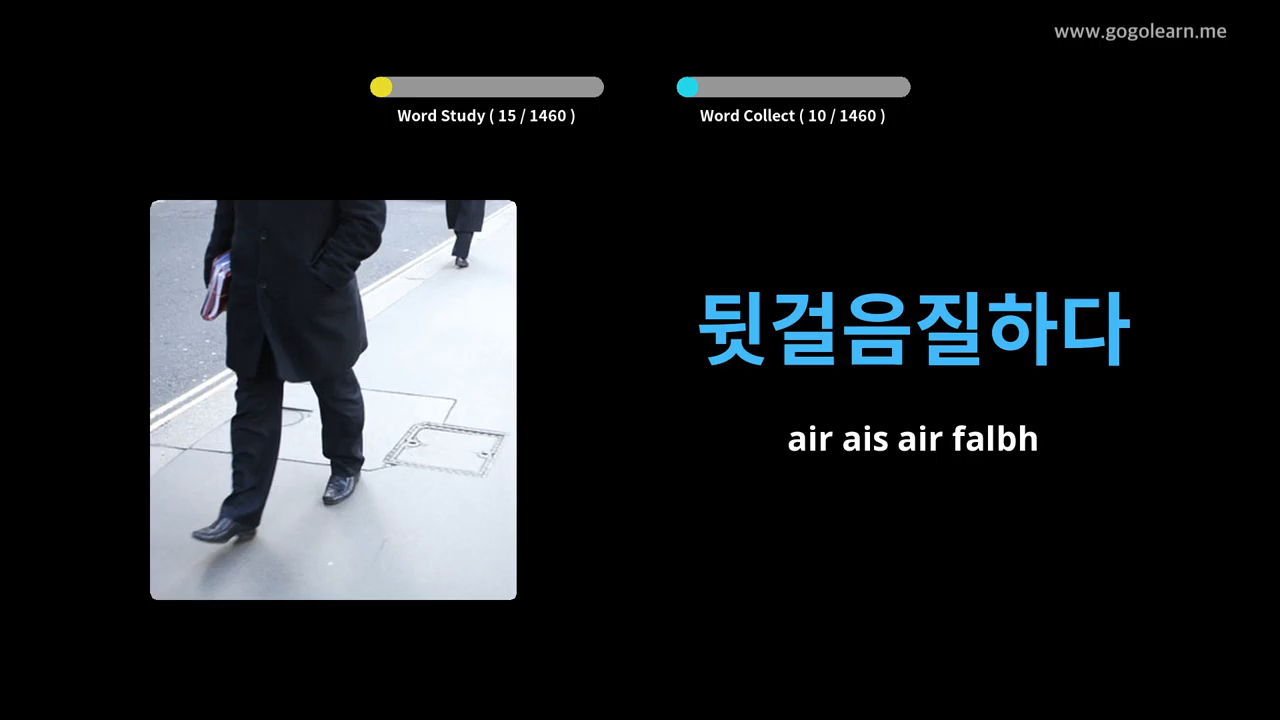 www.gogolearn.me
Word Study ( 15 / 1460 )
Word Collect ( 10 / 1460 )
뒷걸음질하다
air ais air falbh